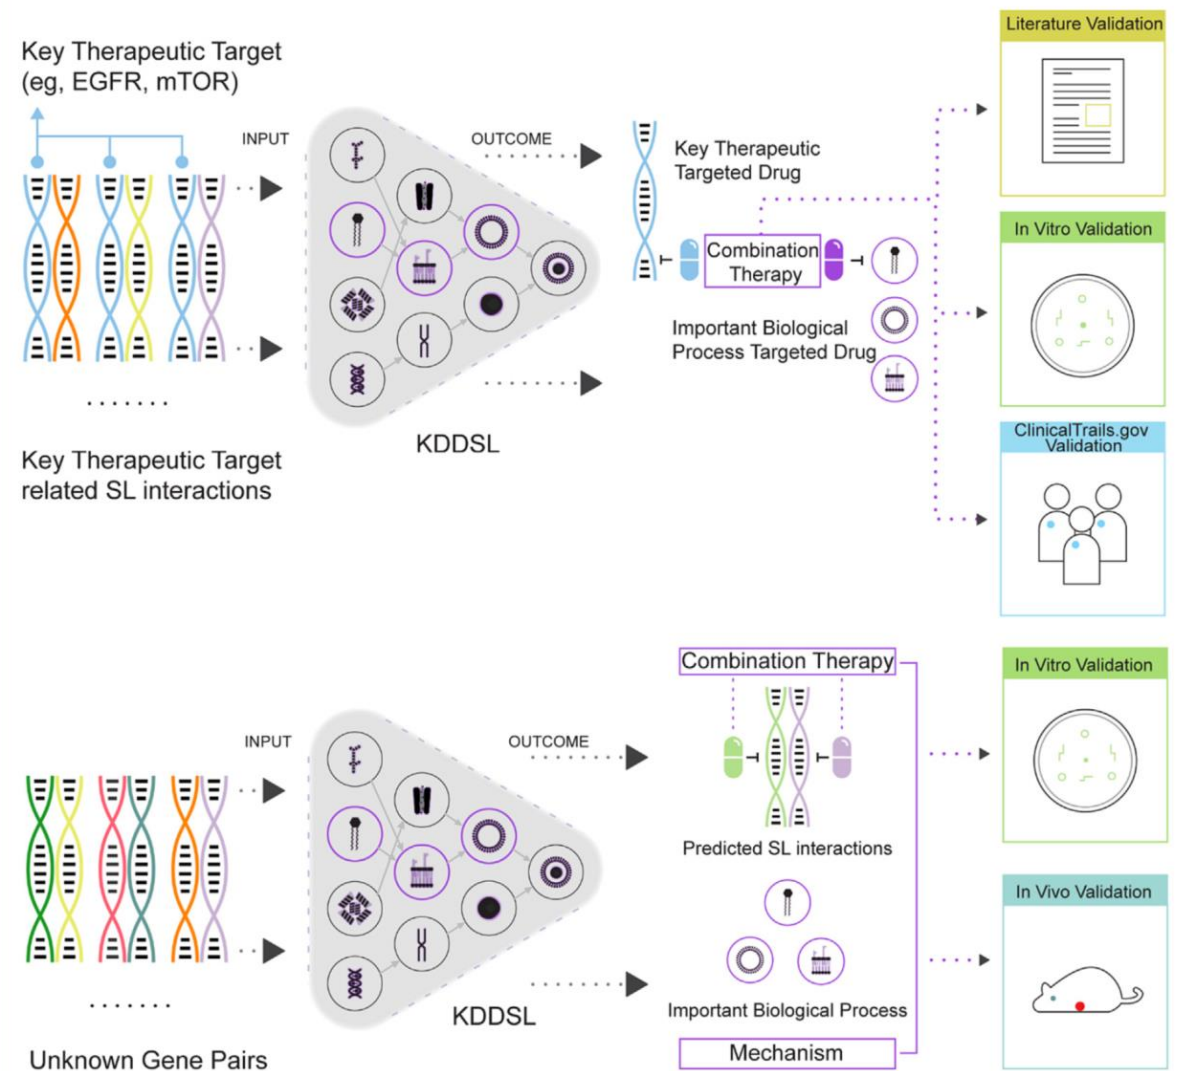 Key Therapeutic Target
(eg, EGFR, mTOR)
INPUT
OUTCOME
KDDSL
Key Therapeutic Target
related SL interactions
Key Therapeutic
Targeted Drug
Combination
Therapy
Important Biological
Process Targeted Drug
Literature Validation
In Vitro Validation
ClinicalTrails.gov
Validation
INPUT
OUTCOME
KDDSL
Unknown Gene Pairs
Combination Therapy
Predicted SL interactions
Important Biological Process
Mechanism
In Vitro Validation
In Vivo Validation